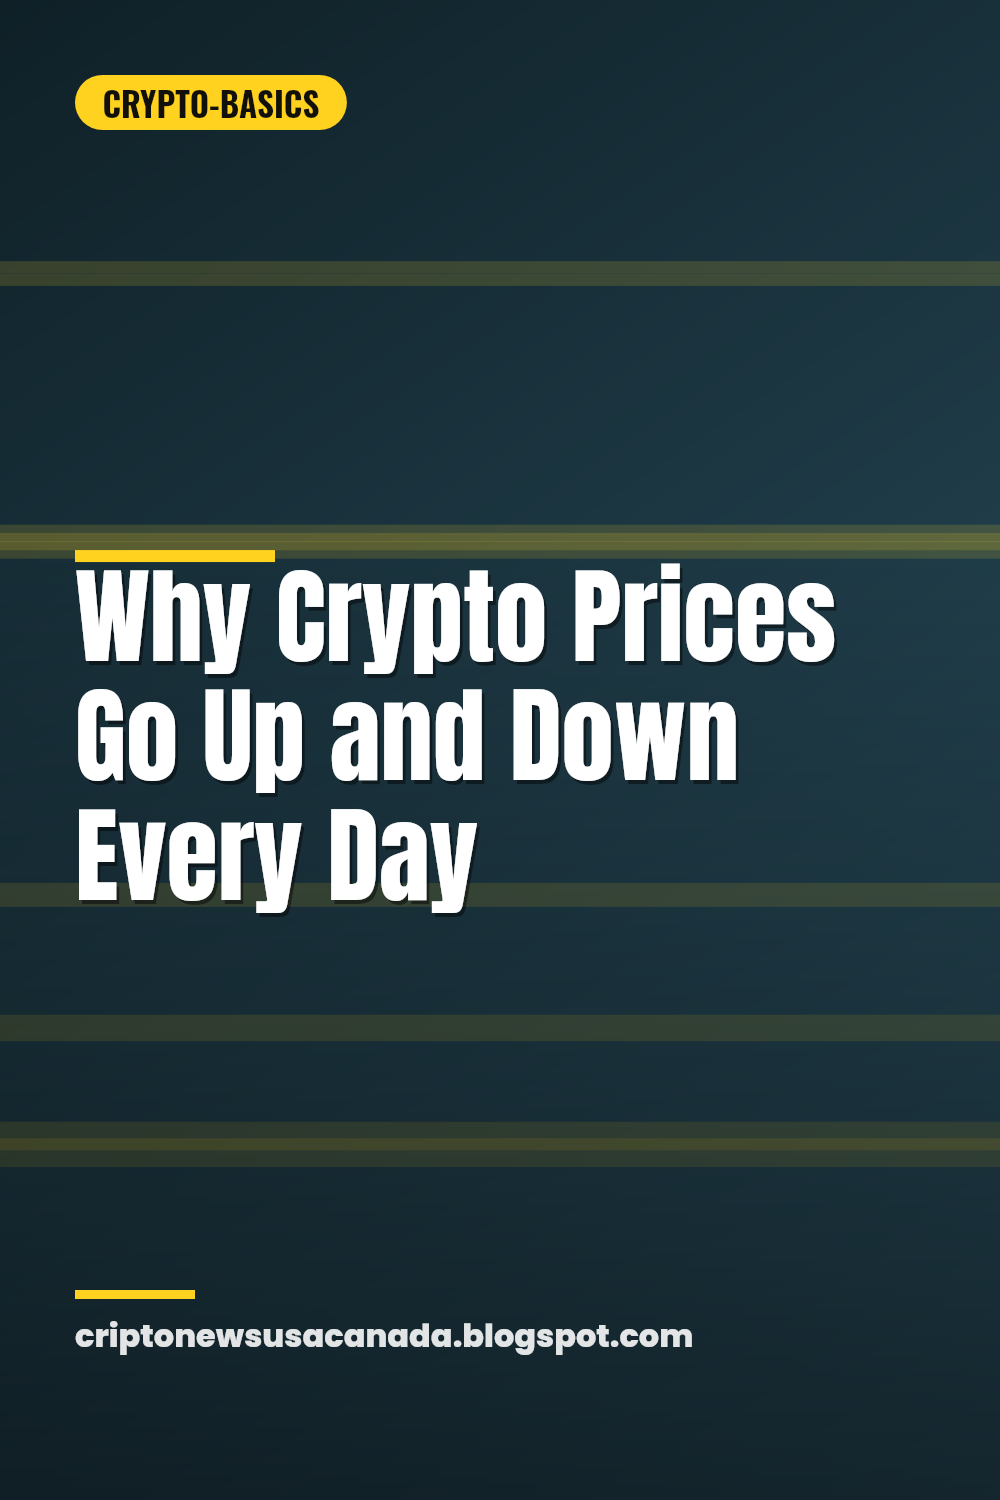 CRYPTO-BASICS
Why Crypto Prices
Go Up and Down
Every Day
criptonewsusacanada.blogspot.com